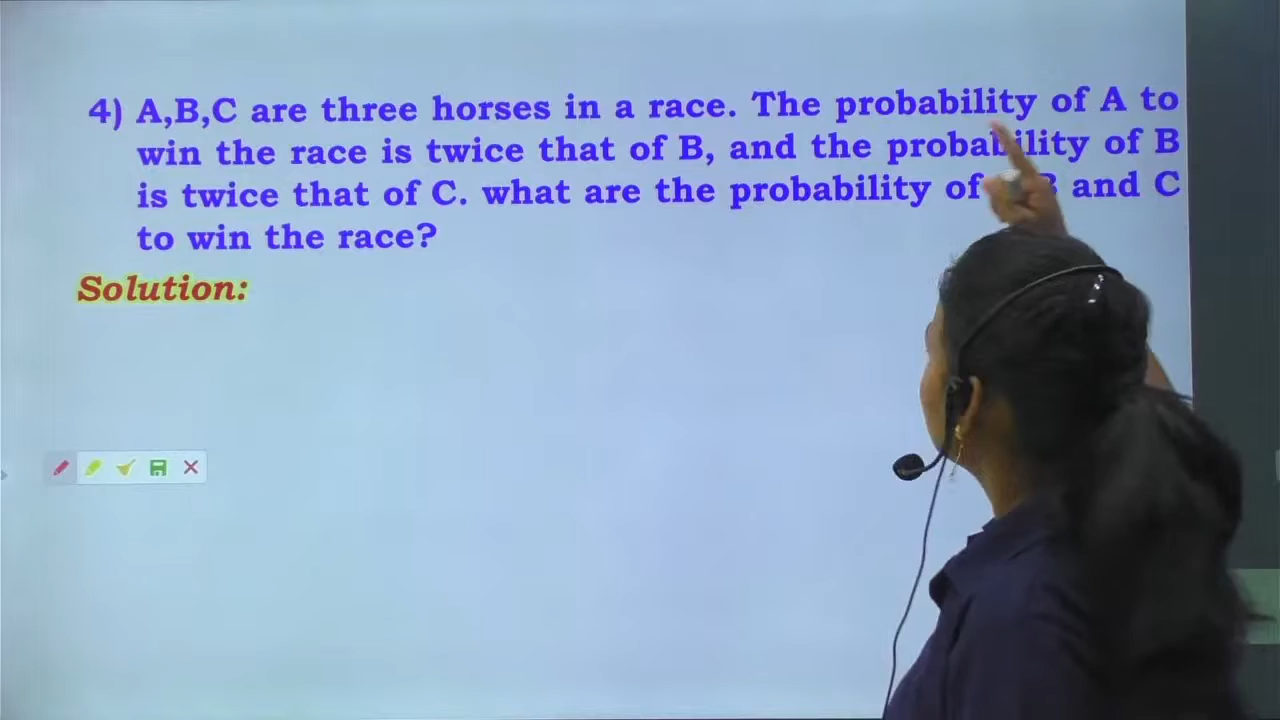 4) A,B,C are three horses in a race. The probability of A to
win the race is twice that of B, and the probability of B
is twice that of C. what are the probability of B and C
to win the race?
Solution: